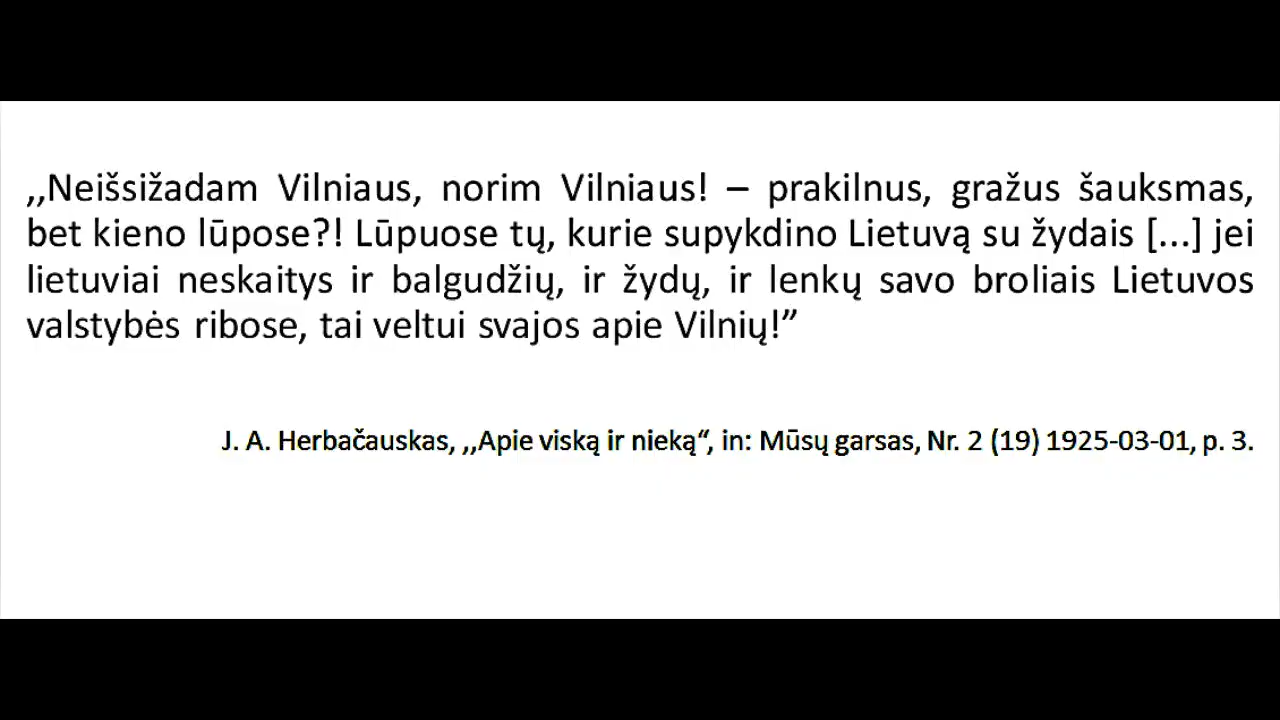 ,,Neišsižadam Vilniaus, norim Vilniaus! – prakilnus, gražus šauksmas,
bet kieno lūpose?! Lūpuose tų, kurie supykdino Lietuvą su žydais [...] jei
lietuviai neskaitys ir balgudžių, ir žydų, ir lenkų savo broliais Lietuvos
valstybės ribose, tai veltui svajos apie Vilnių!”
J. A. Herbačauskas, ,,Apie viską ir nieką“, in: Mūsų garsas, Nr. 2 (19) 1925-03-01, p. 3.